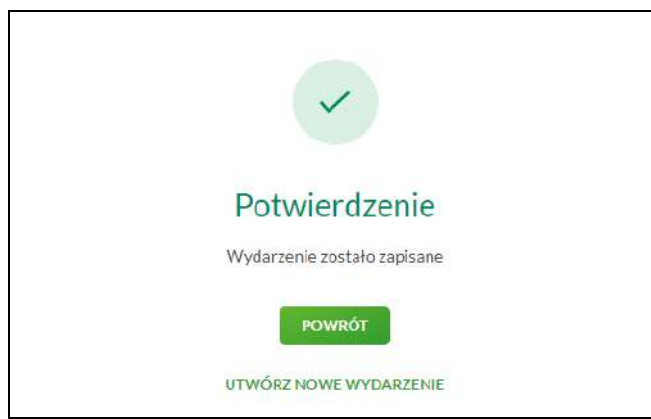 Potwierdzenie
Wydarzenie zostało zapisane
POWRÓT
UTWÓRZ NOWE WYDARZENIE